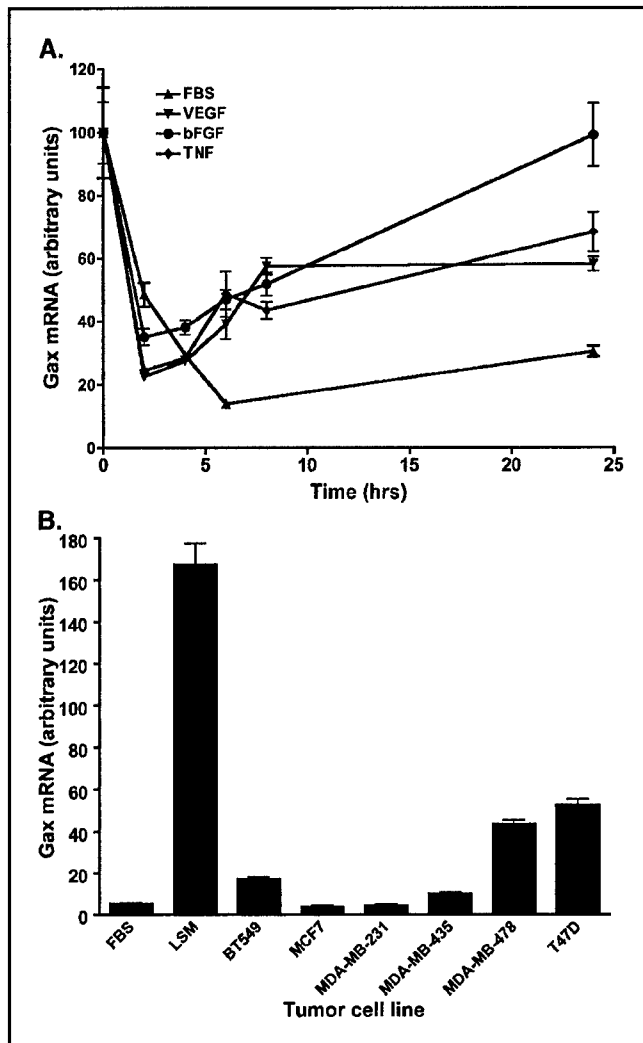 A.
Gax mRNA (arbitrary units)
120
100
80
60
40
20
0
FBS
VEGF
bFGF
TNF
0 5 10 15 20 25
Time (hrs)
B.
Gax mRNA (arbitrary units)
180
160
140
120
100
80
60
40
20
0
FBS LSM BT549 MCF7 MDA-MB-231 MDA-MB-435 MDA-MB-478 T47D
Tumor cell line